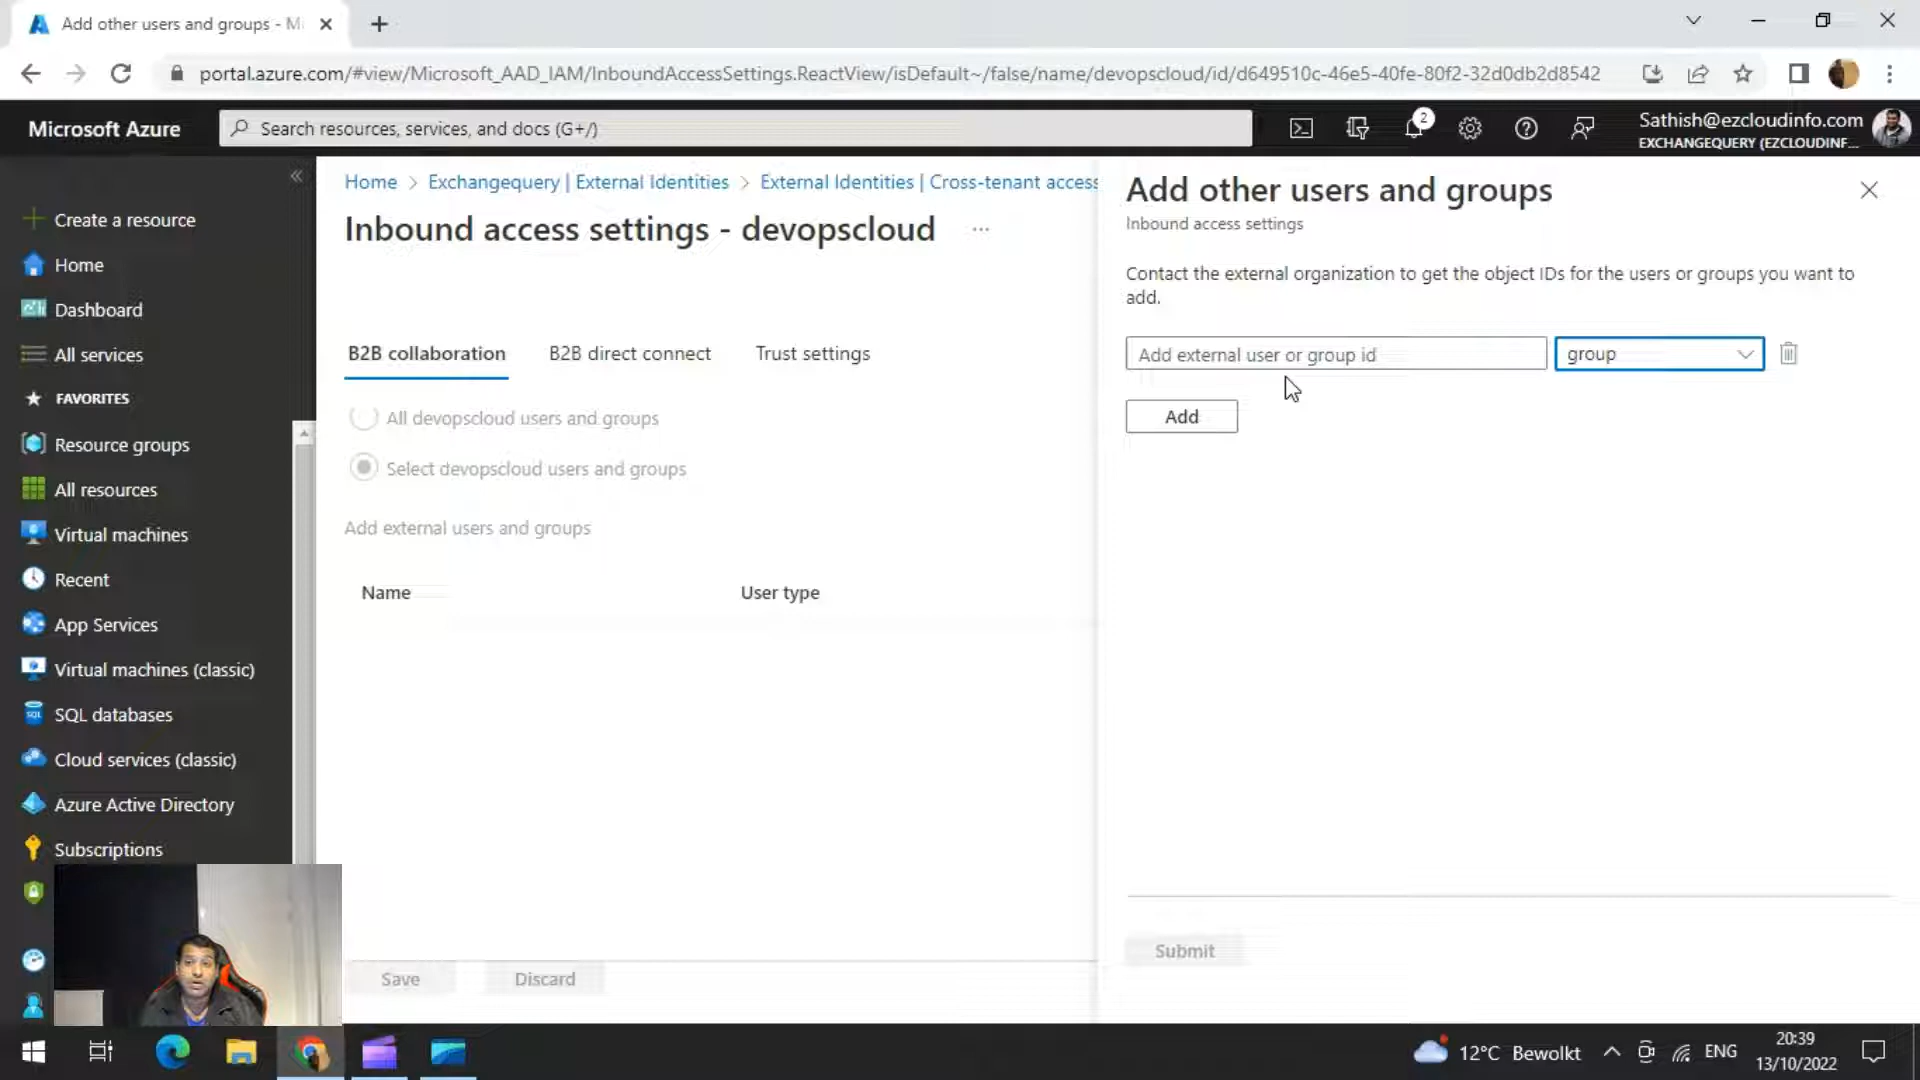 Add other users and groups - Mi
portal.azure.com/#view/Microsoft_AAD_IAM/InboundAccessSettings.ReactView/isDefault~/false/name/devopscloud/id/d649510c-46e5-40fe-80f2-32d0db2d8542
Microsoft Azure
Search resources, services, and docs (G+/)
2
Sathish@ezcloudinfo.com
EXCHANGEQUERY (EZCLOUDINF...
Create a resource
Home
Dashboard
All services
FAVORITES
Resource groups
All resources
Virtual machines
Recent
App Services
Virtual machines (classic)
SQL databases
Cloud services (classic)
Azure Active Directory
Subscriptions
Home > Exchangequery | External Identities > External Identities | Cross-tenant access
Inbound access settings - devopscloud ...
B2B collaboration
B2B direct connect
Trust settings
All devopscloud users and groups
Select devopscloud users and groups
Add external users and groups
Name
User type
Save
Discard
Add other users and groups
Inbound access settings
Contact the external organization to get the object IDs for the users or groups you want to
add.
Add external user or group id
group
Add
Submit
12°C Bewolkt
ENG
20:39
13/10/2022